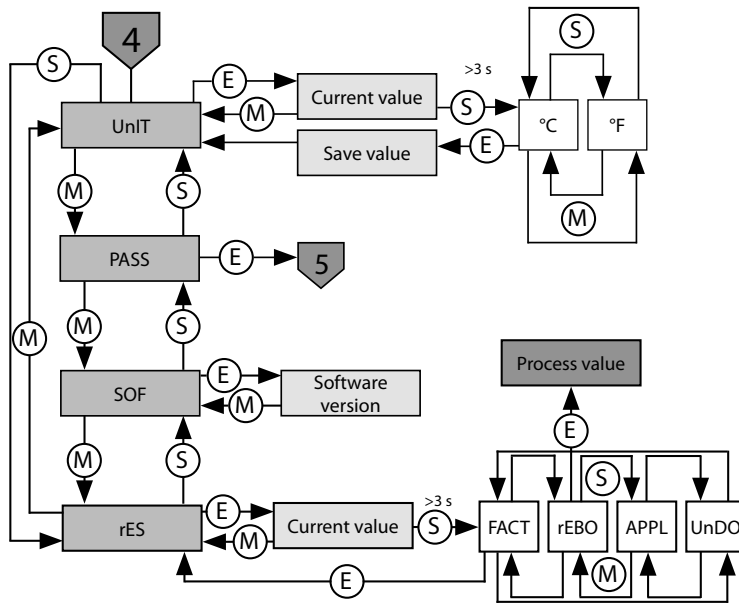 4
S
E
Current value
>3 s
S
S
M
UnIT
°C
°F
Save value
E
M
S
M
PASS
E
5
M
S
M
Process value
SOF
E
M
Software
version
E
M
S
S
rES
E
M
Current value
>3 s
S
FACT
rEBO
APPL
UnDO
M
E